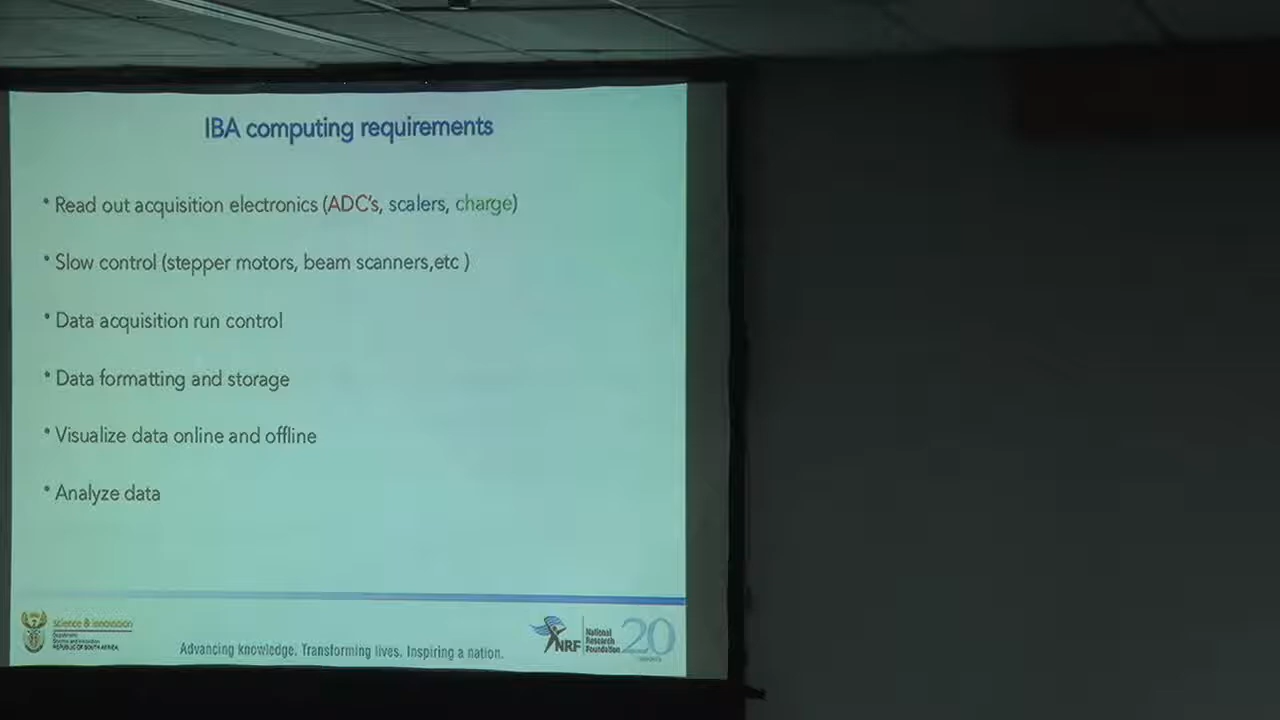 IBA computing requirements
* Read out acquisition electronics (ADC's, scalers, charge)
* Slow control (stepper motors, beam scanners,etc )
* Data acquisition run control
* Data formatting and storage
* Visualize data online and offline
* Analyze data
science & innovation
Department:
Science and Innovation
REPUBLIC OF SOUTH AFRICA
Advancing knowledge. Transforming lives. Inspiring a nation.
NRF
National
Research
Foundation
20